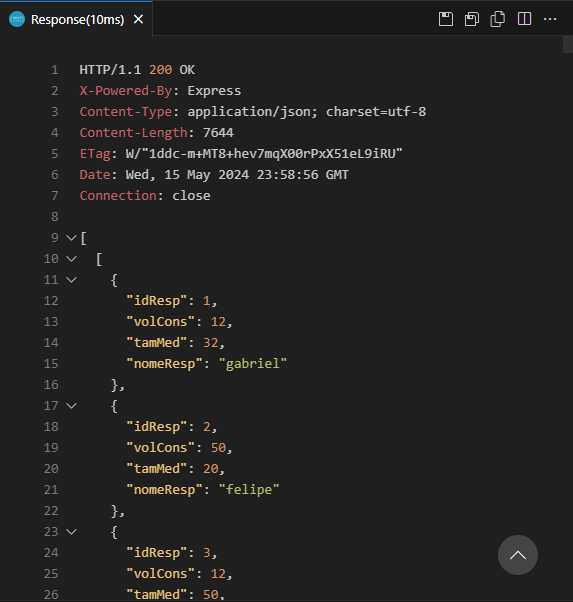 Response(10ms)
1 HTTP/1.1 200 OK
2 X-Powered-By: Express
3 Content-Type: application/json; charset=utf-8
4 Content-Length: 7644
5 ETag: W/"1ddc-m+MT8+hev7mqX00rPxX51eL9iRU"
6 Date: Wed, 15 May 2024 23:58:56 GMT
7 Connection: close
8
9 [
10 [
11 {
12 "idResp": 1,
13 "volCons": 12,
14 "tamMed": 32,
15 "nomeResp": "gabriel"
16 },
17 {
18 "idResp": 2,
19 "volCons": 50,
20 "tamMed": 20,
21 "nomeResp": "felipe"
22 },
23 {
24 "idResp": 3,
25 "volCons": 12,
26 "tamMed": 50,